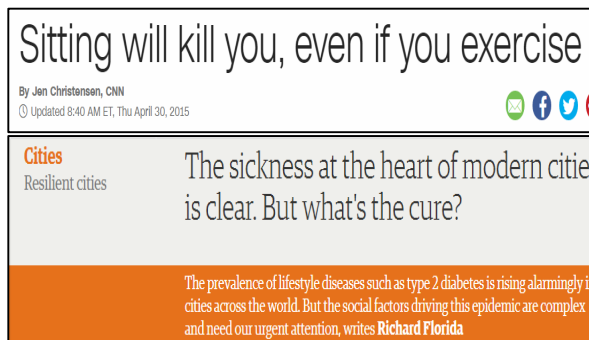 Sitting will kill you, even if you exercise
By Jen Christensen, CNN
Updated 8:40 AM ET, Thu April 30, 2015
Cities
Resilient cities
The sickness at the heart of modern citie
is clear. But what's the cure?
The prevalence of lifestyle diseases such as type 2 diabetes is rising alarmingly i
cities across the world. But the social factors driving this epidemic are complex
and need our urgent attention, writes Richard Florida